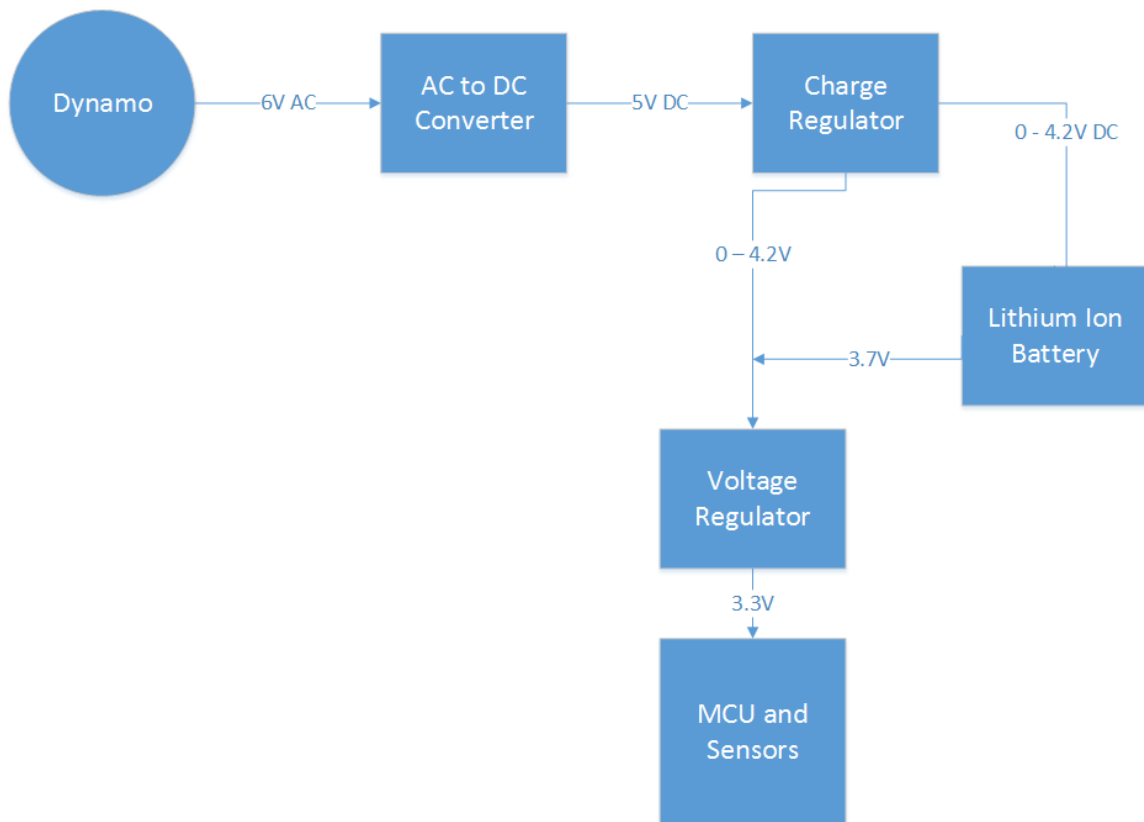 Dynamo
6V AC
AC to DC
Converter
5V DC
Charge
Regulator
0 - 4.2V DC
0 – 4.2V
Lithium Ion
Battery
3.7V
Voltage
Regulator
3.3V
MCU and
Sensors